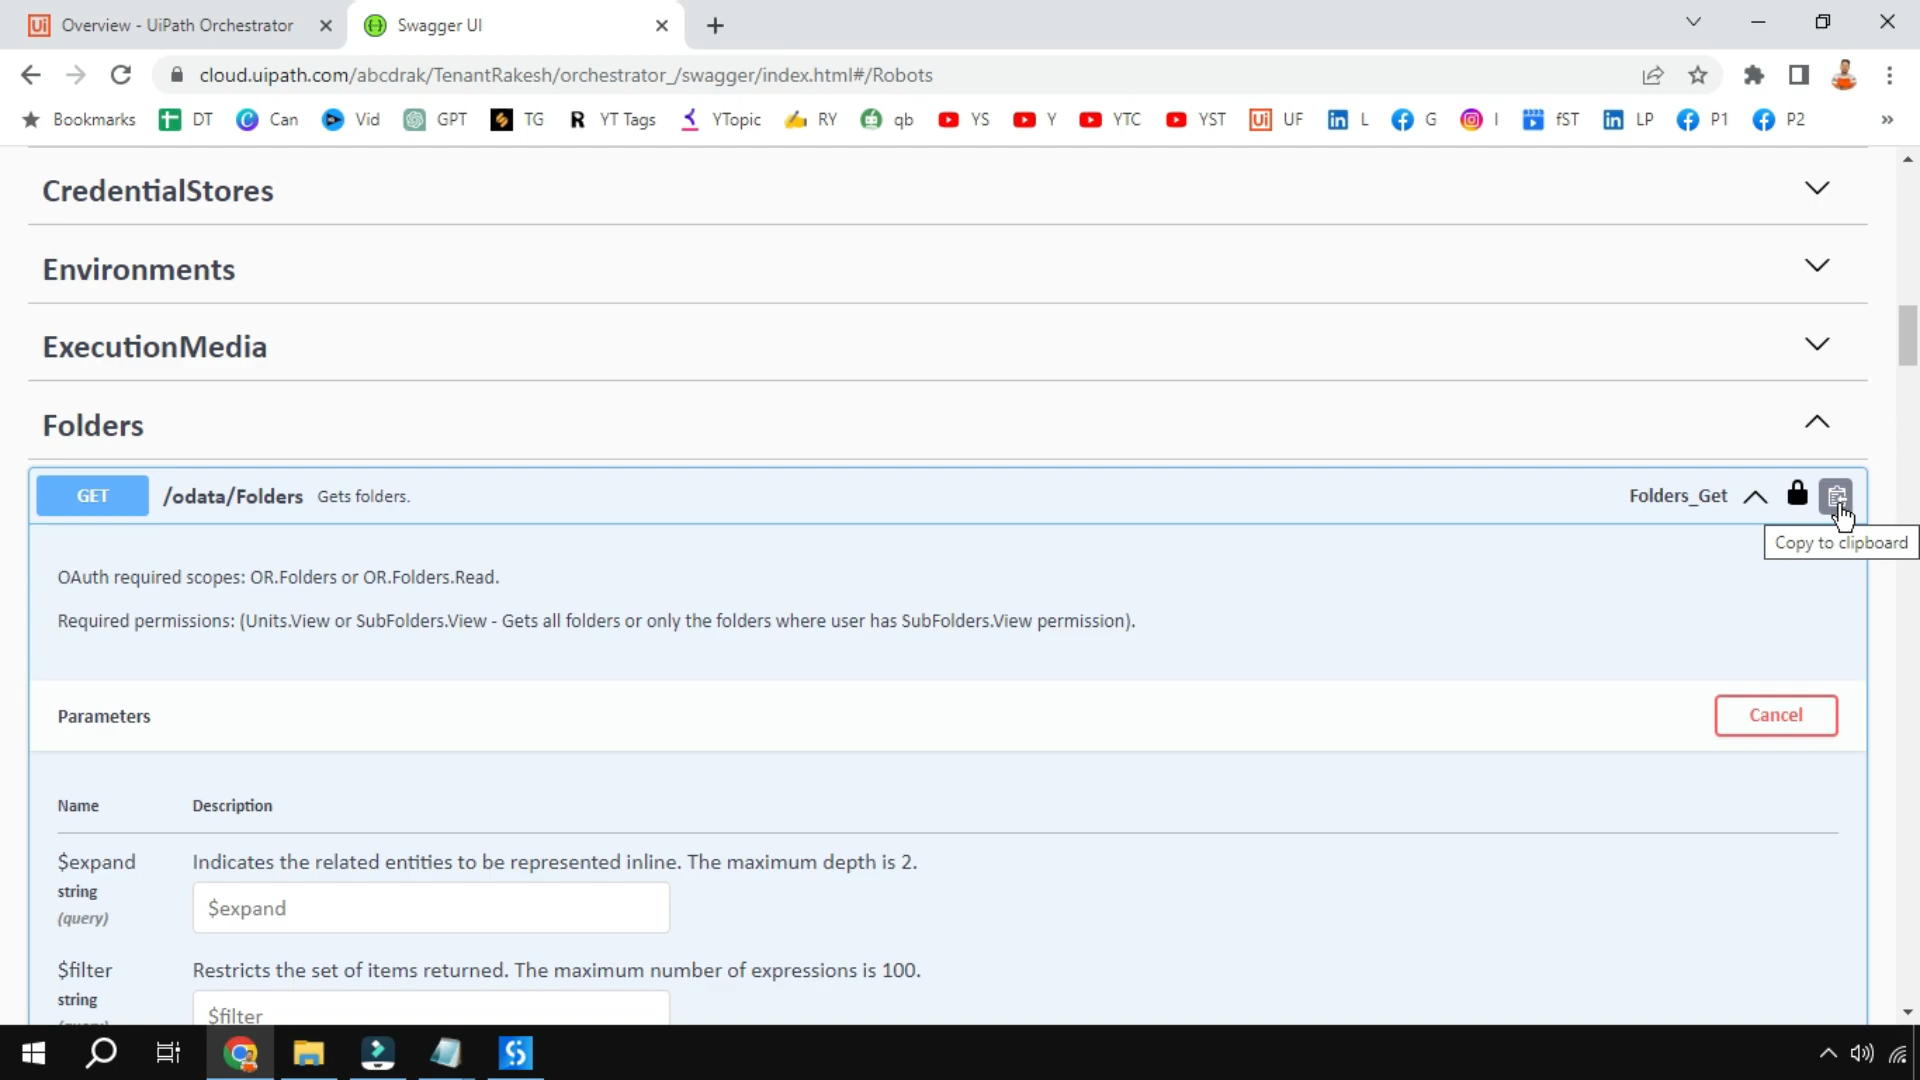 Overview - UiPath Orchestrator
Swagger UI
cloud.uipath.com/abcdrak/TenantRakesh/orchestrator_/swagger/index.html#/Robots
Bookmarks DT Can Vid GPT TG YT Tags YTopic RY qb YS Y YTC YST UF L G I fST LP P1 P2 »
CredentialStores
Environments
ExecutionMedia
Folders
GET /odata/Folders Gets folders. Folders_Get
Copy to clipboard
OAuth required scopes: OR.Folders or OR.Folders.Read.
Required permissions: (Units.View or SubFolders.View - Gets all folders or only the folders where user has SubFolders.View permission).
Parameters Cancel
Name Description
$expand Indicates the related entities to be represented inline. The maximum depth is 2.
string
(query)
$expand
$filter Restricts the set of items returned. The maximum number of expressions is 100.
string
$filter